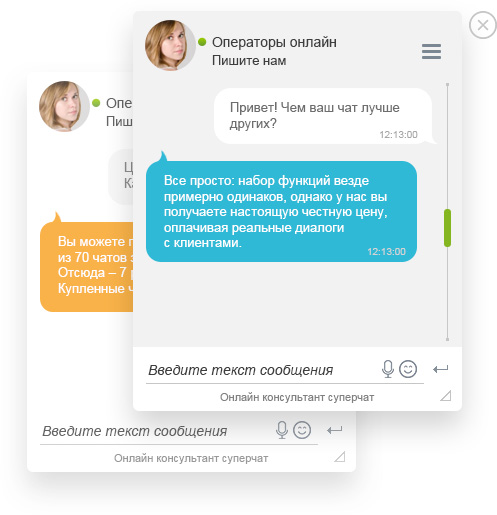 Операторы онлайн
Пишите нам
Привет! Чем ваш чат лучше
других?
12:13:00
Все просто: набор функций везде
примерно одинаков, однако у нас вы
получаете настоящую честную цену,
оплачивая реальные диалоги
с клиентами.
12:13:00
Введите текст сообщения
Онлайн консультант суперчат
Вы можете
из 70 чатов
Отсюда – 7
Купленные
Введите текст сообщения
Онлайн консультант суперчат